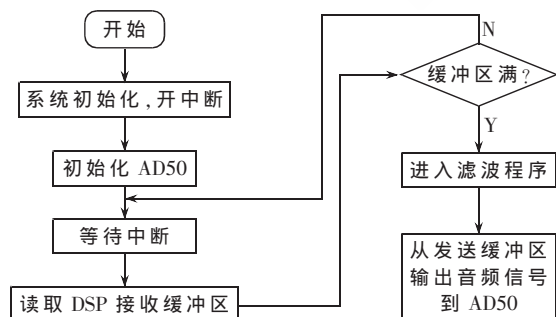 开始
系统初始化,开中断
初始化 AD50
等待中断
读取 DSP 接收缓冲区
N
缓冲区满?
Y
进入滤波程序
从发送缓冲区
输出音频信号
到 AD50